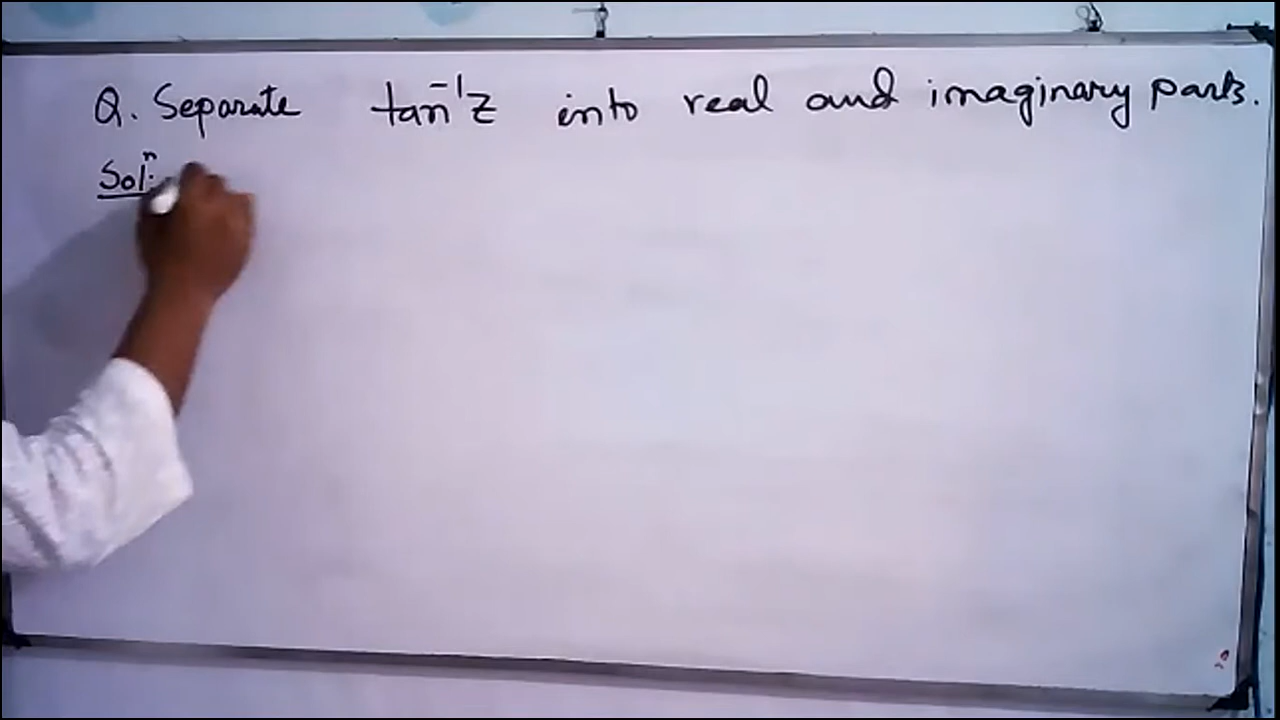 Q. Separate tan⁻¹z into real and imaginary parts.
Solⁿ: